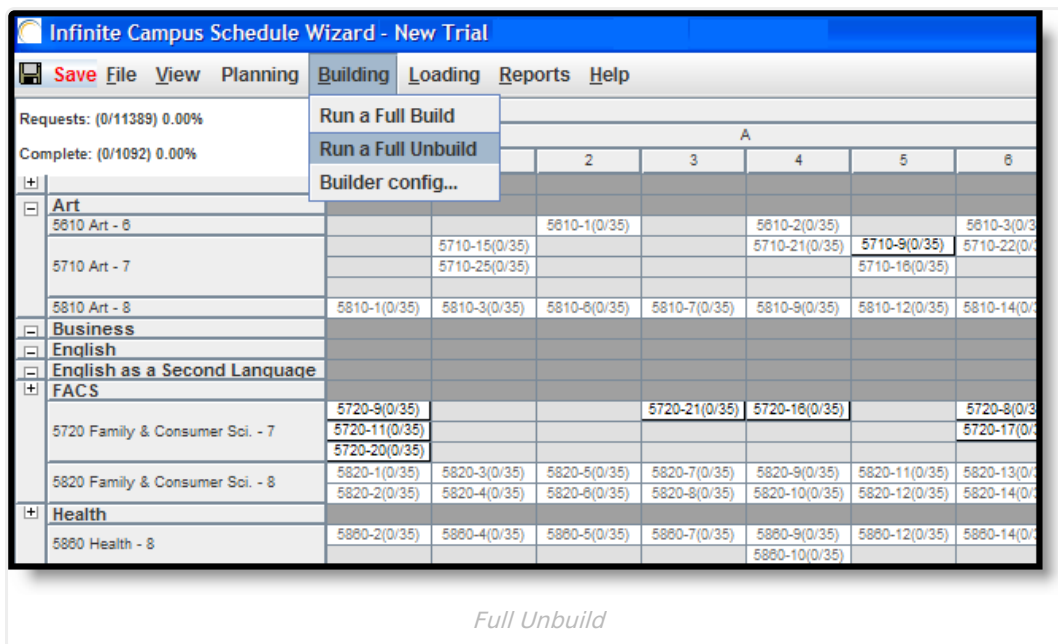 Infinite Campus Schedule Wizard - New Trial
Save File View Planning Building Loading Reports Help
Requests: (0/11389) 0.00%
Complete: (0/1092) 0.00%
Run a Full Build
Run a Full Unbuild
Builder config...
A
2 3 4 5 6
Art
5610 Art - 6 5610-1(0/35) 5610-2(0/35) 5610-3(0/3
5710-15(0/35) 5710-21(0/35) 5710-9(0/35) 5710-22(0/3
5710 Art - 7 5710-25(0/35) 5710-16(0/35)
5810 Art - 8 5810-1(0/35) 5810-3(0/35) 5810-6(0/35) 5810-7(0/35) 5810-9(0/35) 5810-12(0/35) 5810-14(0/3
Business
English
English as a Second Language
FACS
5720-9(0/35) 5720-21(0/35) 5720-16(0/35) 5720-8(0/3
5720 Family & Consumer Sci. - 7 5720-11(0/35) 5720-17(0/3
5720-20(0/35)
5820 Family & Consumer Sci. - 8 5820-1(0/35) 5820-3(0/35) 5820-5(0/35) 5820-7(0/35) 5820-9(0/35) 5820-11(0/35) 5820-13(0/3
5820-2(0/35) 5820-4(0/35) 5820-6(0/35) 5820-8(0/35) 5820-10(0/35) 5820-12(0/35) 5820-14(0/3
Health
5860 Health - 8 5860-2(0/35) 5860-4(0/35) 5860-5(0/35) 5860-7(0/35) 5860-9(0/35) 5860-12(0/35) 5860-14(0/3
5860-10(0/35)
Full Unbuild